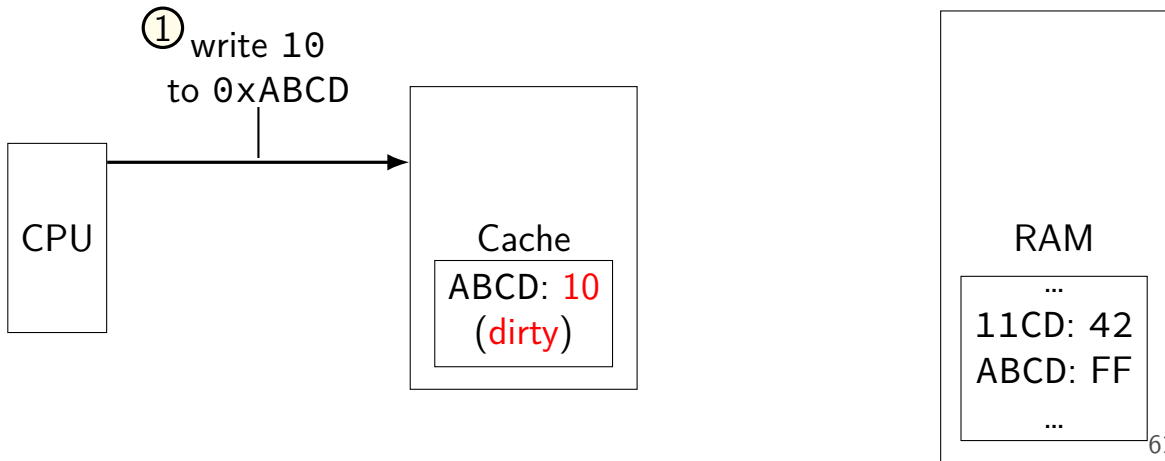 1
write 10
to 0xABCD
CPU
Cache
ABCD: 10
(dirty)
RAM
...
11CD: 42
ABCD: FF
...